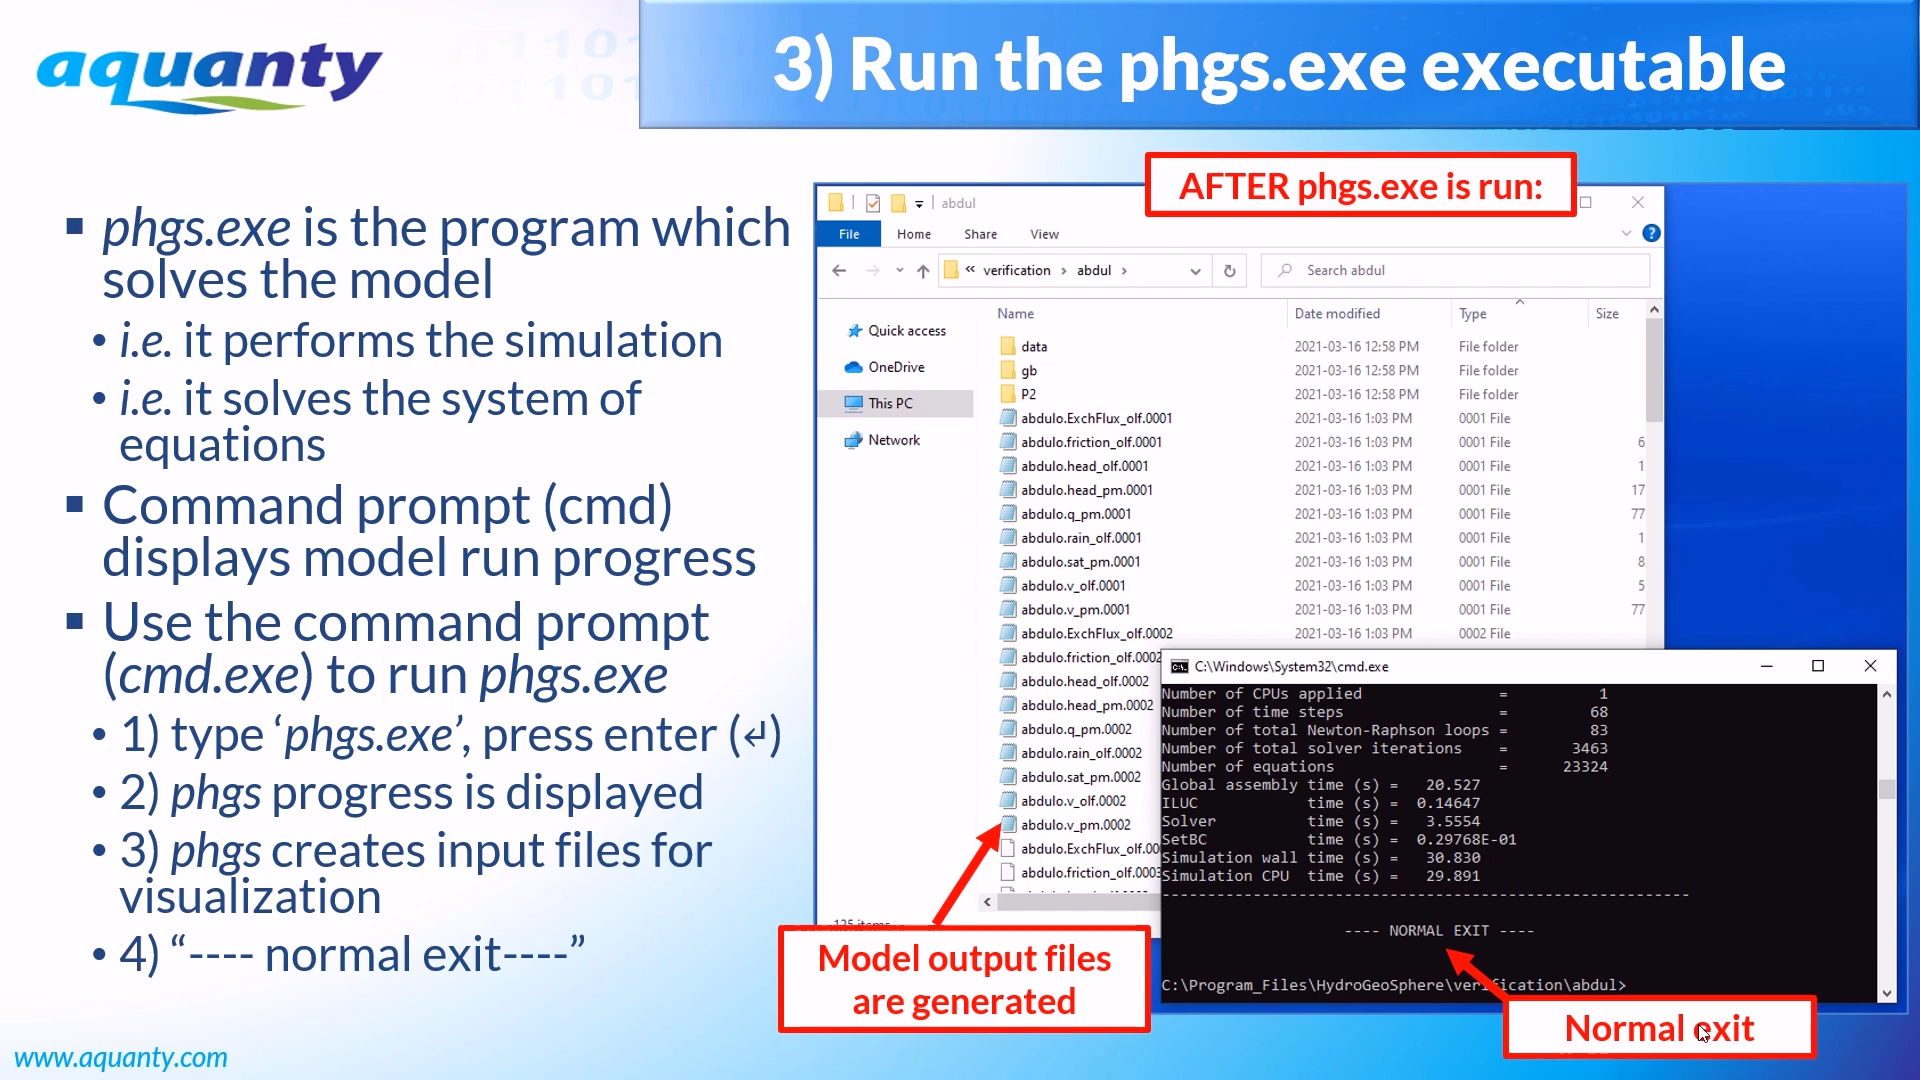 aquanty
3) Run the phgs.exe executable
▪ phgs.exe is the program which
solves the model
• i.e. it performs the simulation
• i.e. it solves the system of
equations
▪ Command prompt (cmd)
displays model run progress
▪ Use the command prompt
(cmd.exe) to run phgs.exe
• 1) type ‘phgs.exe’, press enter (↵)
• 2) phgs progress is displayed
• 3) phgs creates input files for
visualization
• 4) “---- normal exit----”
www.aquanty.com
AFTER phgs.exe is run:
abdul
File Home Share View
« verification › abdul ›
Search abdul
Quick access
OneDrive
This PC
Network
Name Date modified Type Size
data 2021-03-16 12:58 PM File folder
gb 2021-03-16 12:58 PM File folder
P2 2021-03-16 12:58 PM File folder
abdulo.ExchFlux_olf.0001 2021-03-16 1:03 PM 0001 File
abdulo.friction_olf.0001 2021-03-16 1:03 PM 0001 File 6
abdulo.head_olf.0001 2021-03-16 1:03 PM 0001 File 1
abdulo.head_pm.0001 2021-03-16 1:03 PM 0001 File 17
abdulo.q_pm.0001 2021-03-16 1:03 PM 0001 File 77
abdulo.rain_olf.0001 2021-03-16 1:03 PM 0001 File 1
abdulo.sat_pm.0001 2021-03-16 1:03 PM 0001 File 8
abdulo.v_olf.0001 2021-03-16 1:03 PM 0001 File 5
abdulo.v_pm.0001 2021-03-16 1:03 PM 0001 File 77
abdulo.ExchFlux_olf.0002 2021-03-16 1:03 PM 0002 File
abdulo.friction_olf.0002
abdulo.head_olf.0002
abdulo.head_pm.0002
abdulo.q_pm.0002
abdulo.rain_olf.0002
abdulo.sat_pm.0002
abdulo.v_olf.0002
abdulo.v_pm.0002
abdulo.ExchFlux_olf.00
abdulo.friction_olf.0003
C:\Windows\System32\cmd.exe
Number of CPUs applied = 1
Number of time steps = 68
Number of total Newton-Raphson loops = 83
Number of total solver iterations = 3463
Number of equations = 23324
Global assembly time (s) = 20.527
ILUC time (s) = 0.14647
Solver time (s) = 3.5554
SetBC time (s) = 0.29768E-01
Simulation wall time (s) = 30.830
Simulation CPU time (s) = 29.891
----------------------------------------------------------
---- NORMAL EXIT ----
C:\Program_Files\HydroGeoSphere\verification\abdul>
Model output files
are generated
Normal exit